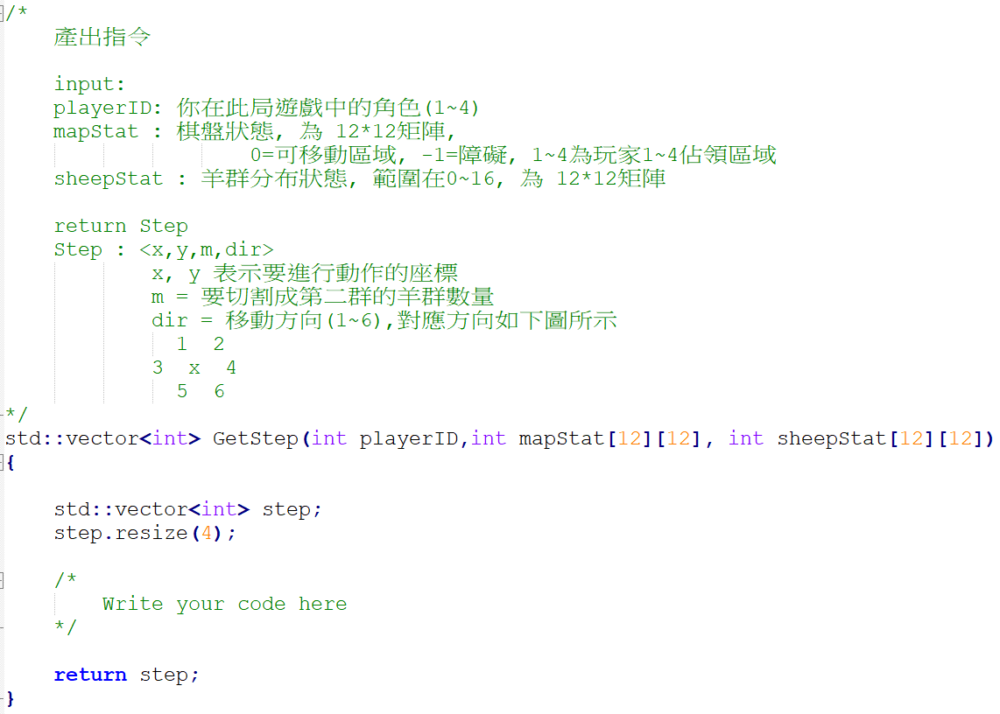 /*
產出指令
input:
playerID: 你在此局遊戲中的角色(1~4)
mapStat : 棋盤狀態, 為 12*12矩陣,
0=可移動區域, -1=障礙, 1~4為玩家1~4佔領區域
sheepStat : 羊群分布狀態, 範圍在0~16, 為 12*12矩陣
return Step
Step : <x,y,m,dir>
x, y 表示要進行動作的座標
m = 要切割成第二群的羊群數量
dir = 移動方向(1~6),對應方向如下圖所示
1 2
3 x 4
5 6
*/
std::vector<int> GetStep(int playerID,int mapStat[12][12], int sheepStat[12][12])
{
std::vector<int> step;
step.resize(4);
/*
Write your code here
*/
return step;
}